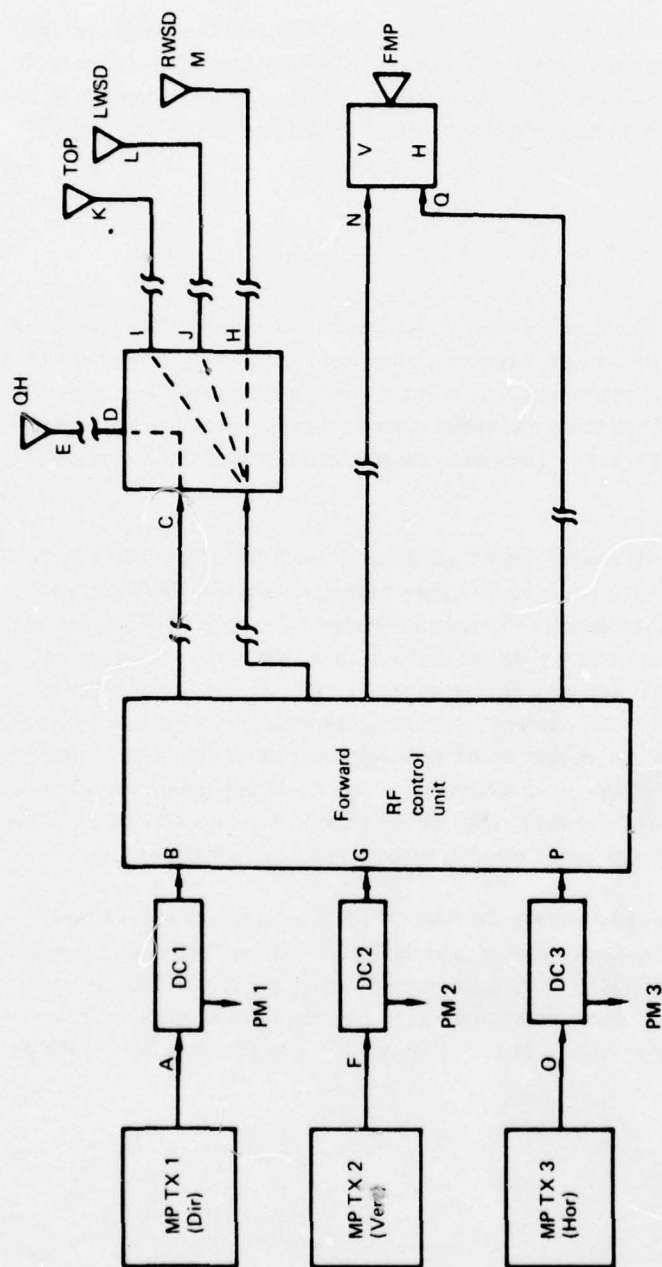 MP TX 1
(Dir)
A
DC 1
PM 1
B
MP TX 2
(Vert)
F
DC 2
PM 2
G
MP TX 3
(Hor)
O
DC 3
PM 3
P
Forward
RF
control
unit
C
D
E
QH
I
J
H
K
TOP
L
LWSD
M
RWSD
N
Q
V
H
FMP